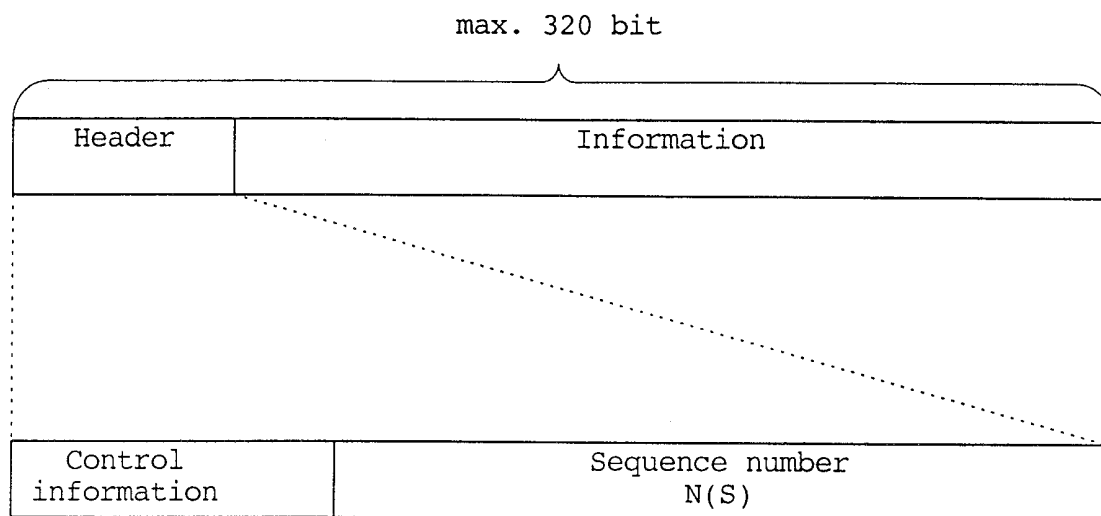 max. 320 bit
Header
Information
Control
information
Sequence number
N(S)